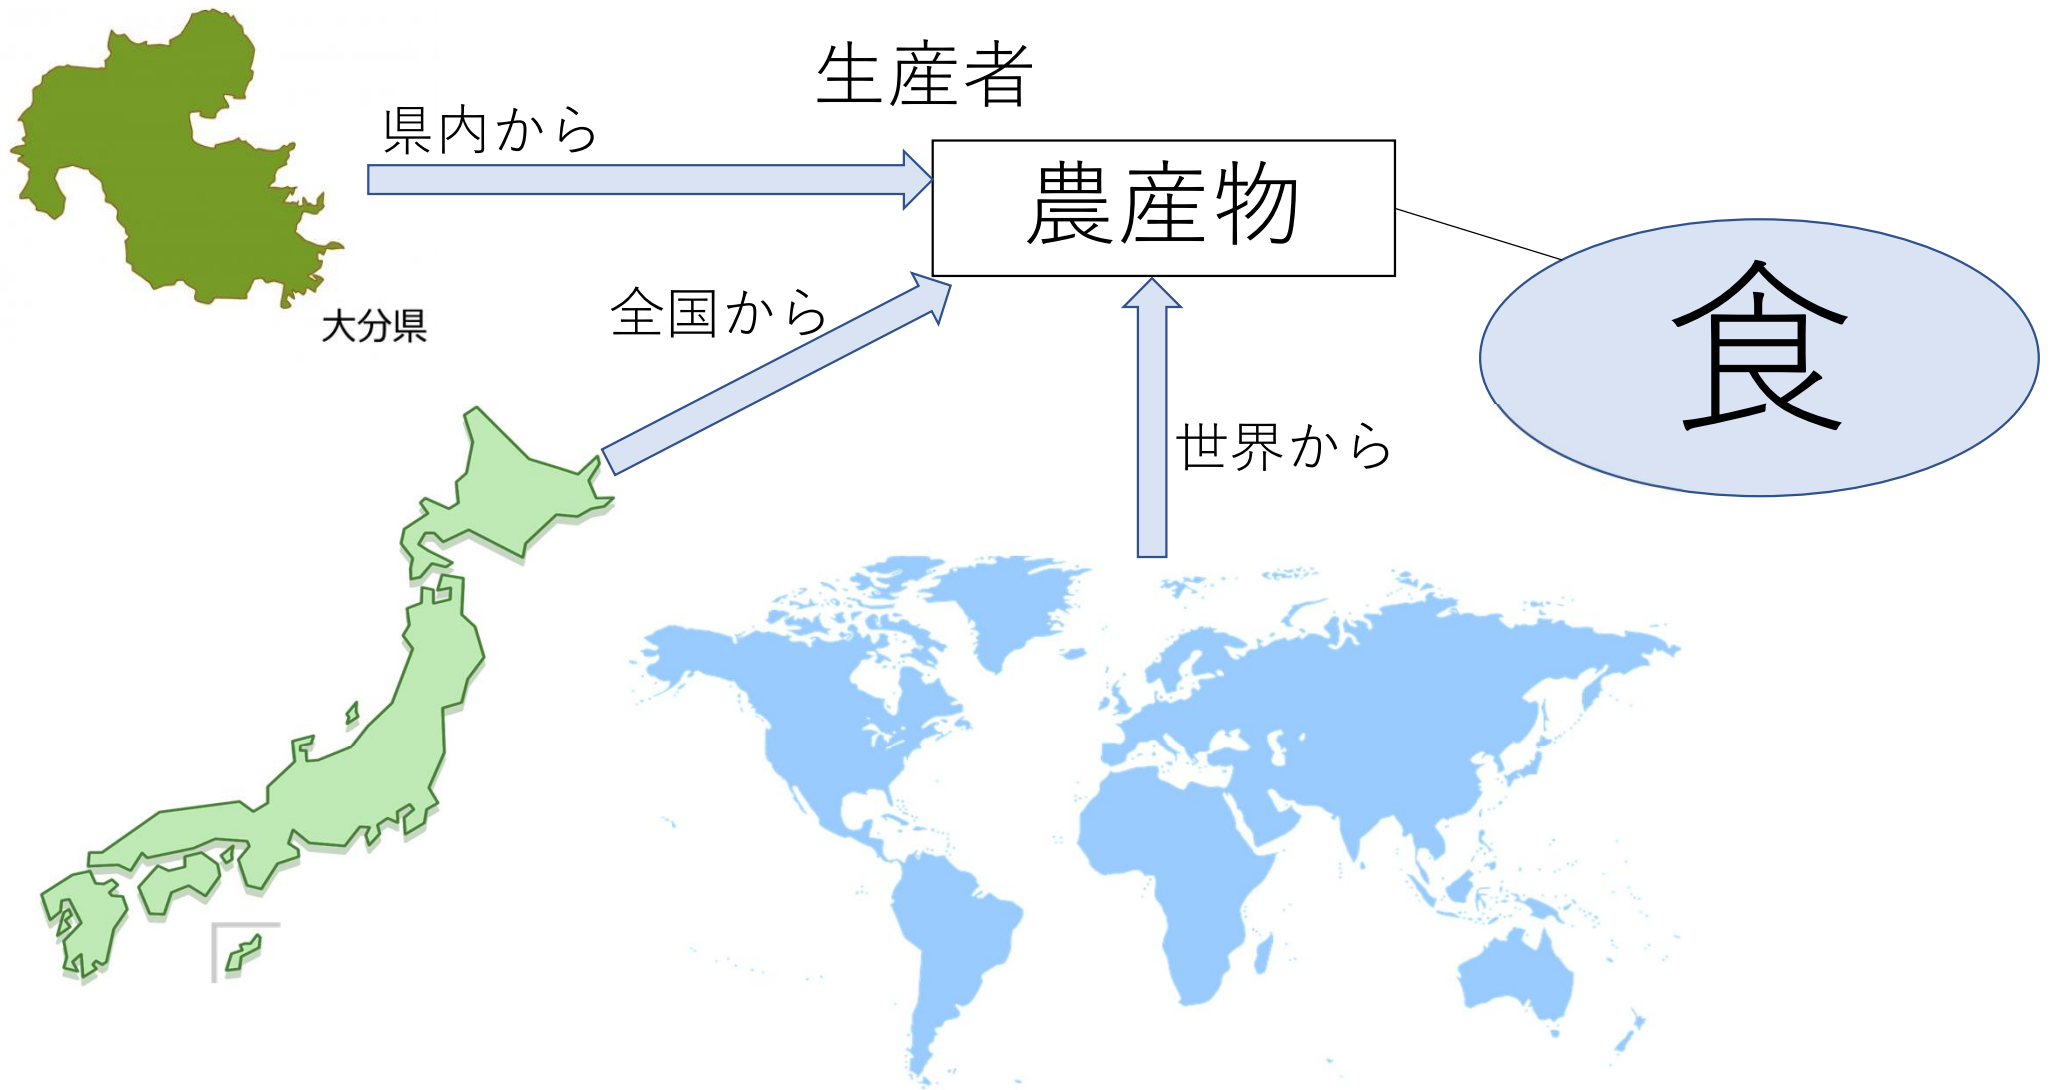 生産者
県内から
農産物
大分県
全国から
食
世界から